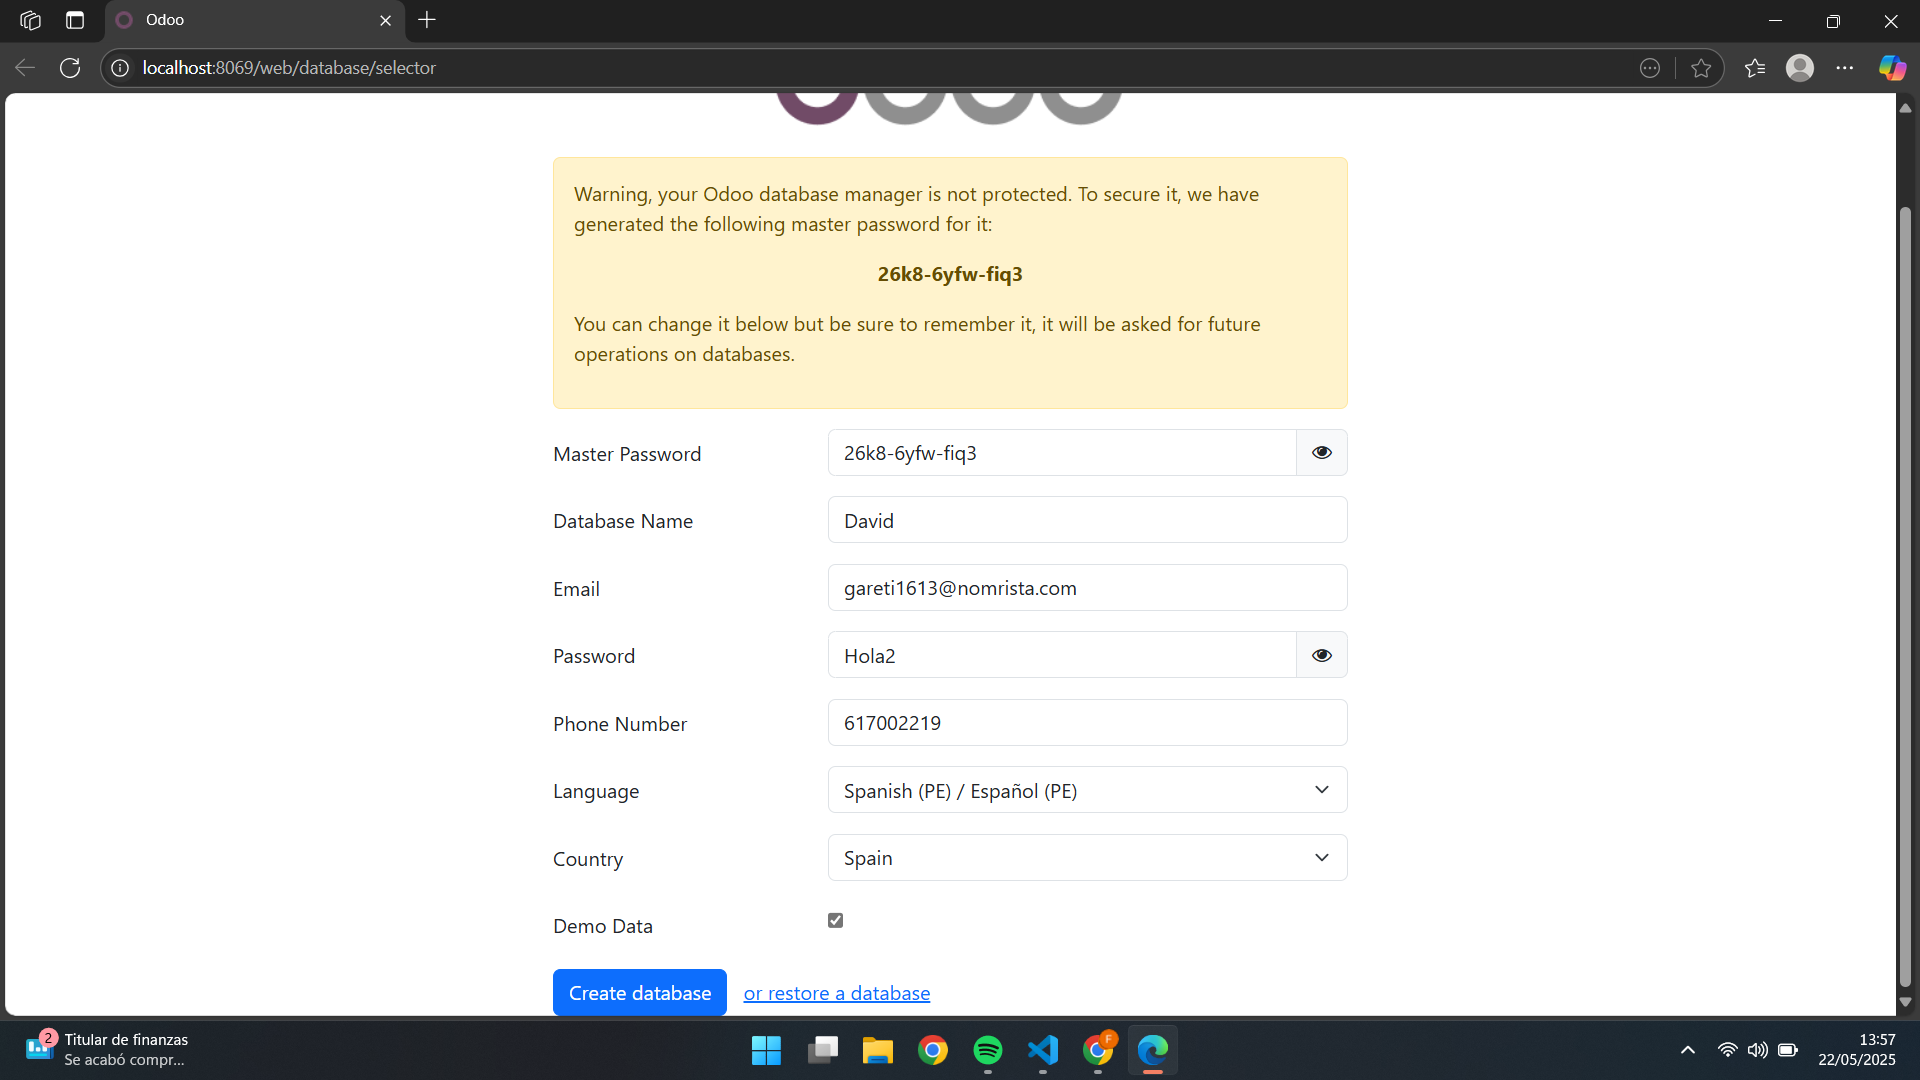 Odoo
localhost:8069/web/database/selector
Warning, your Odoo database manager is not protected. To secure it, we have
generated the following master password for it:
26k8-6yfw-fiq3
You can change it below but be sure to remember it, it will be asked for future
operations on databases.
Master Password
26k8-6yfw-fiq3
Database Name
David
Email
gareti1613@nomrista.com
Password
Hola2
Phone Number
617002219
Language
Spanish (PE) / Español (PE)
Country
Spain
Demo Data
Create database or restore a database
2
Titular de finanzas
Se acabó compr...
F
13:57
22/05/2025